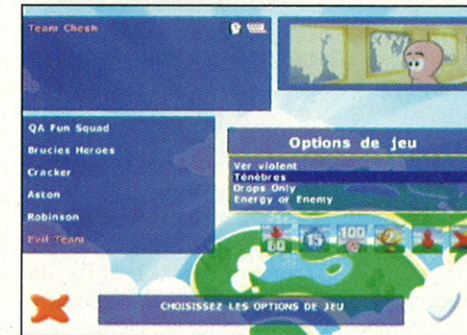 Team Chesh
QA Fun Squad
Brucies Heroes
Cracker
Aston
Robinson
Evil Team
Options de jeu
Ver violent
Ténèbres
Drops Only
Energy or Enemy
60
15
100
CHOISISSEZ LES OPTIONS DE JEU